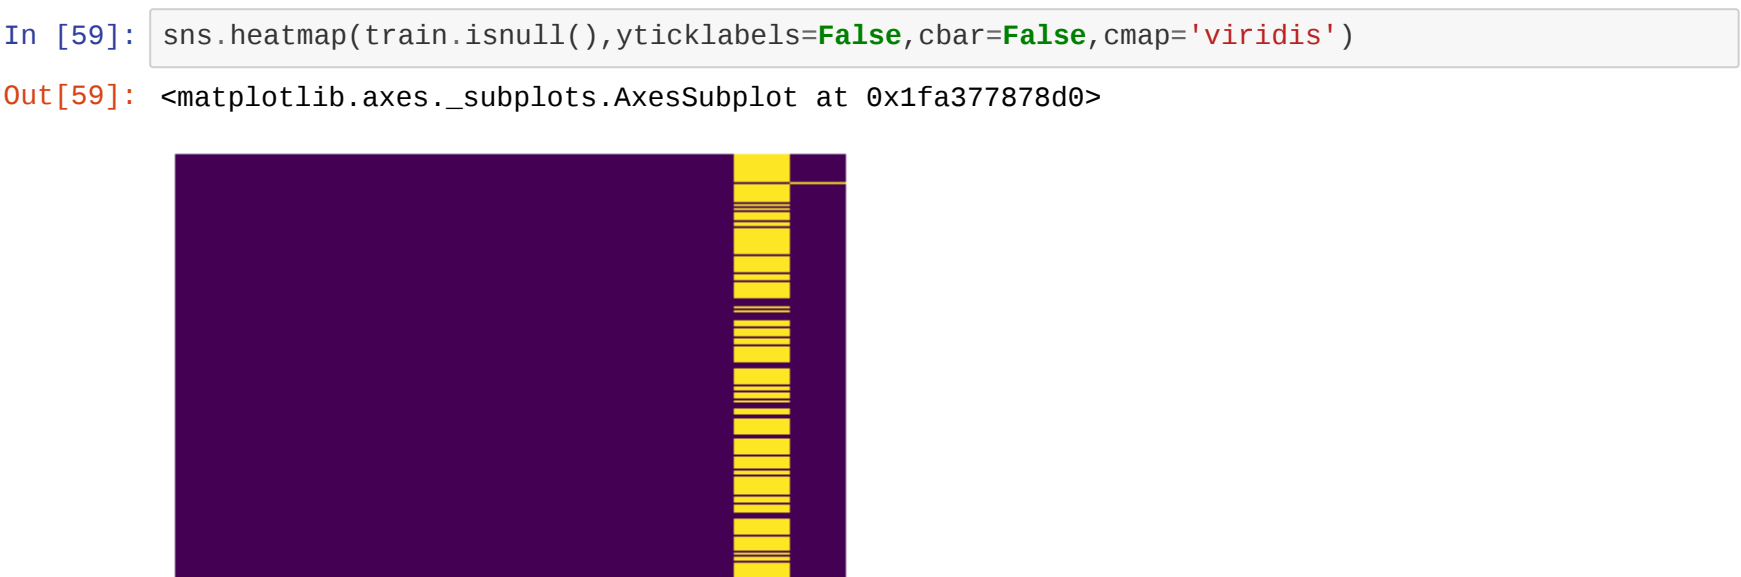 In [59]: sns.heatmap(train.isnull(),yticklabels=False,cbar=False,cmap='viridis')
Out[59]: <matplotlib.axes._subplots.AxesSubplot at 0x1fa377878d0>